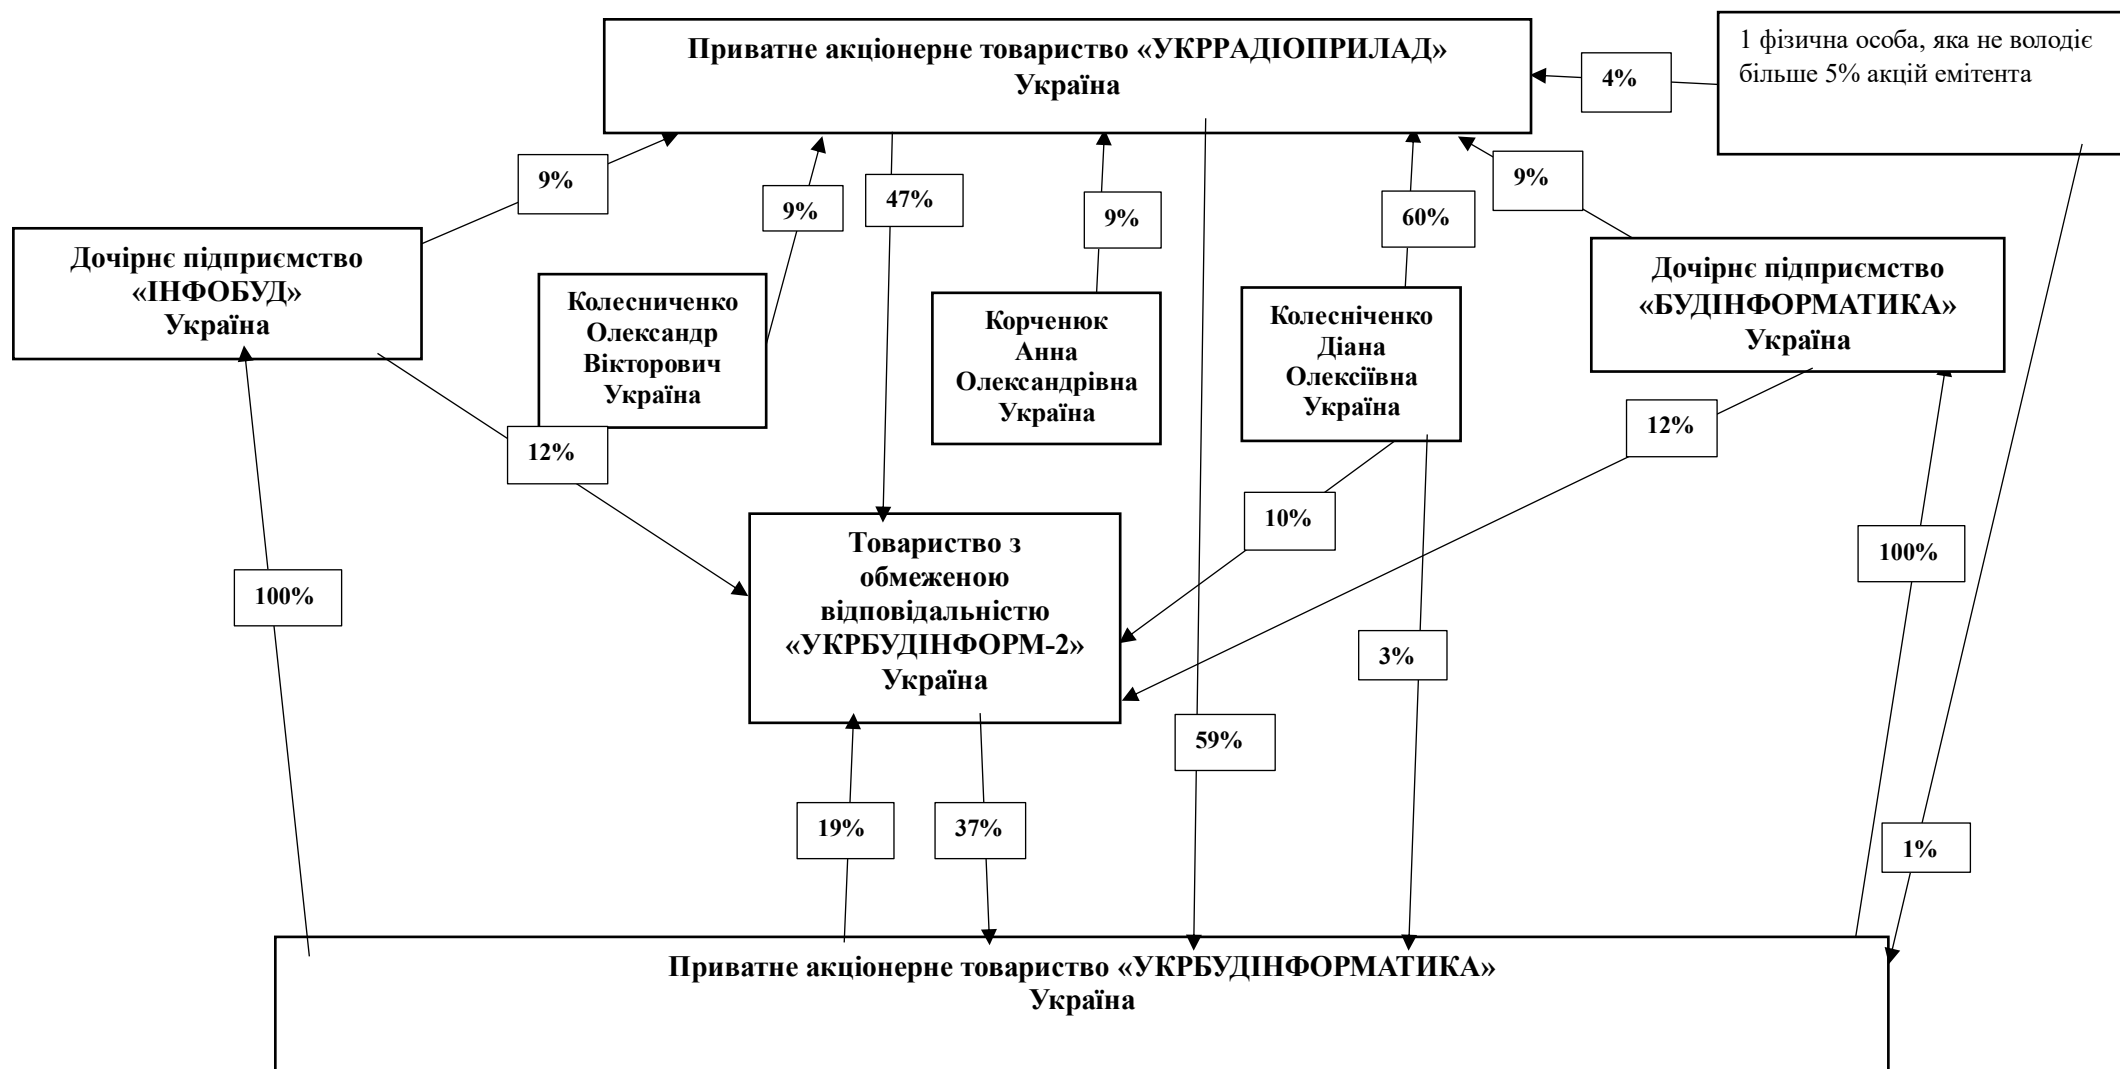 Приватне акціонерне товариство «УКРРАДІОПРИЛАД»
Україна
1 фізична особа, яка не володіє
більше 5% акцій емітента
4%
9%
9%
47%
9%
60%
9%
Дочірнє підприємство
«ІНФОБУД»
Україна
Колесниченко
Олександр
Вікторович
Україна
Корченюк
Анна
Олександрівна
Україна
Колесніченко
Діана
Олексіївна
Україна
Дочірнє підприємство
«БУДІНФОРМАТИКА»
Україна
12%
12%
10%
100%
100%
Товариство з
обмеженою
відповідальністю
«УКРБУДІНФОРМ-2»
Україна
3%
59%
19%
37%
1%
Приватне акціонерне товариство «УКРБУДІНФОРМАТИКА»
Україна